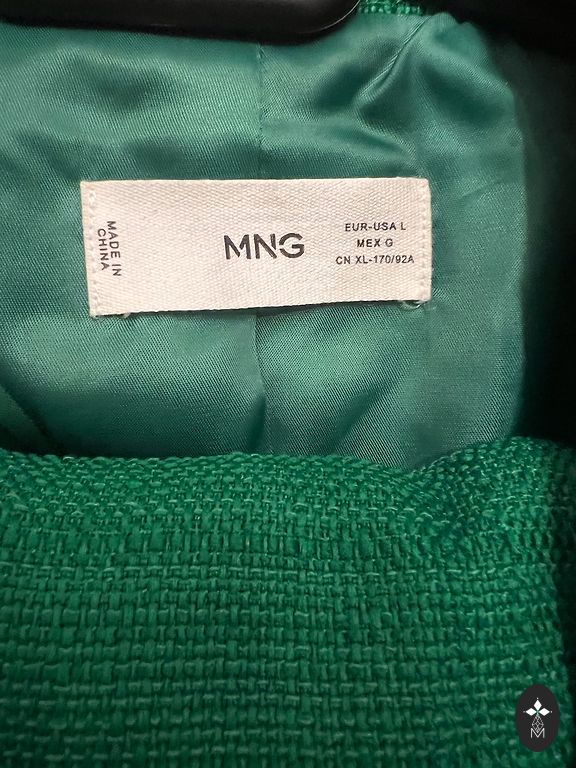 MADE IN
CHINA
MNG
EUR-USA L
MEX G
CN XL-170/92A
M